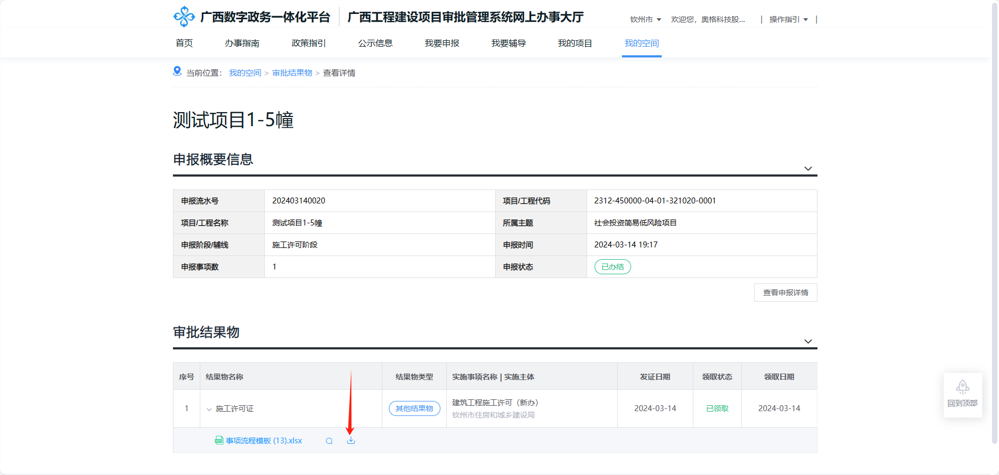 广西数字政务一体化平台 广西工程建设项目审批管理系统网上办事大厅 钦州市 欢迎您，奥格科技股... | 操作指引 |
首页 办事指南 政策指引 公示信息 我要申报 我要辅导 我的项目 我的空间
当前位置： 我的空间 > 审批结果物 > 查看详情
测试项目1-5幢
申报概要信息
申报流水号 202403140020 项目/工程代码 2312-450000-04-01-321020-0001
项目/工程名称 测试项目1-5幢 所属主题 社会投资简易低风险项目
申报阶段/辅线 施工许可阶段 申报时间 2024-03-14 19:17
申报事项数 1 申报状态 已办结
查看申报详情
审批结果物
序号 结果物名称 结果物类型 实施事项名称 | 实施主体 发证日期 领取状态 领取日期
1 施工许可证 其他结果物 建筑工程施工许可（新办） 2024-03-14 已领取 2024-03-14
钦州市住房和城乡建设局
事项流程模板 (13).xlsx
回到顶部